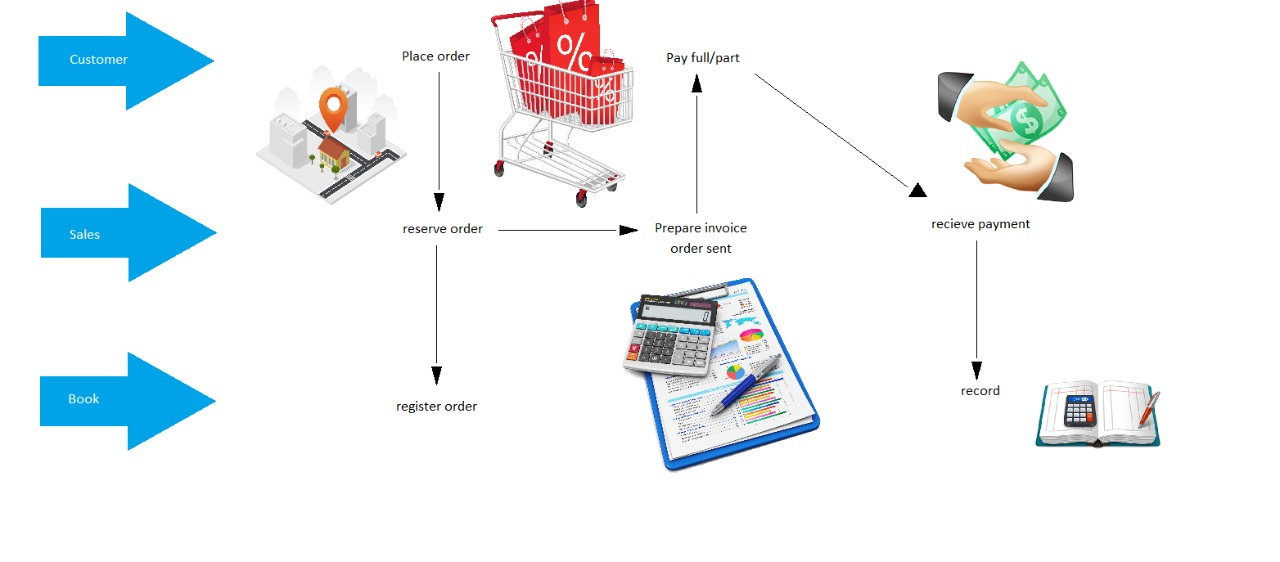 Customer
Place order
Pay full/part
% % %
$
Sales
reserve order
Prepare invoice
order sent
recieve payment
Book
register order
record